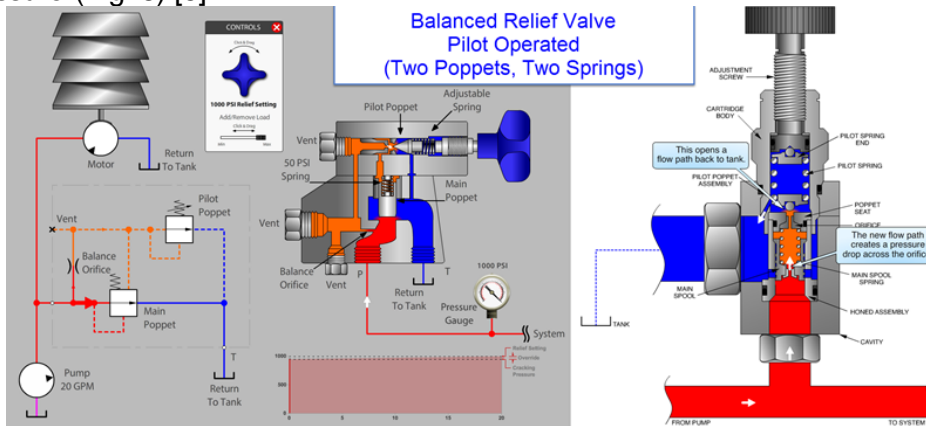 Balanced Relief Valve
Pilot Operated
(Two Poppets, Two Springs)
CONTROLS
Click & Drag
1000 PSI Relief Setting
Add/Remove Load
Click & Drag
Min
Max
Motor
Return
To Tank
Vent
Pilot
Poppet
Balance
Orifice
Main
Poppet
T
Pump
20 GPM
Return
To Tank
Pilot Poppet
Adjustable
Spring
Vent
50 PSI
Spring
Main
Poppet
Vent
Balance
Orifice
Vent
P
T
Return
To Tank
1000 PSI
Pressure
Gauge
System
Relief Setting
Override
Cracking
Pressure
1000
500
0
0
5
10
15
20
ADJUSTMENT
SCREW
CARTRIDGE
BODY
PILOT SPRING
END
This opens a
flow path back to tank.
PILOT SPRING
PILOT POPPET
ASSEMBLY
POPPET
SEAT
The new flow path
creates a pressure
drop across the orifice
MAIN SPOOL
SPRING
MAIN
SPOOL
HONED ASSEMBLY
TANK
CAVITY
FROM PUMP
TO SYSTEM